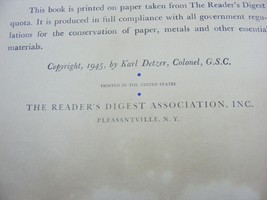 This book is printed on paper taken from The Reader's Digest
quota. It is produced in full compliance with all government regu-
lations for the conservation of paper, metals and other essential
materials.
Copyright, 1945, by Karl Detzer, Colonel, G.S.C.
PRINTED IN THE UNITED STATES
THE READER'S DIGEST ASSOCIATION, INC.
PLEASANTVILLE, N. Y.